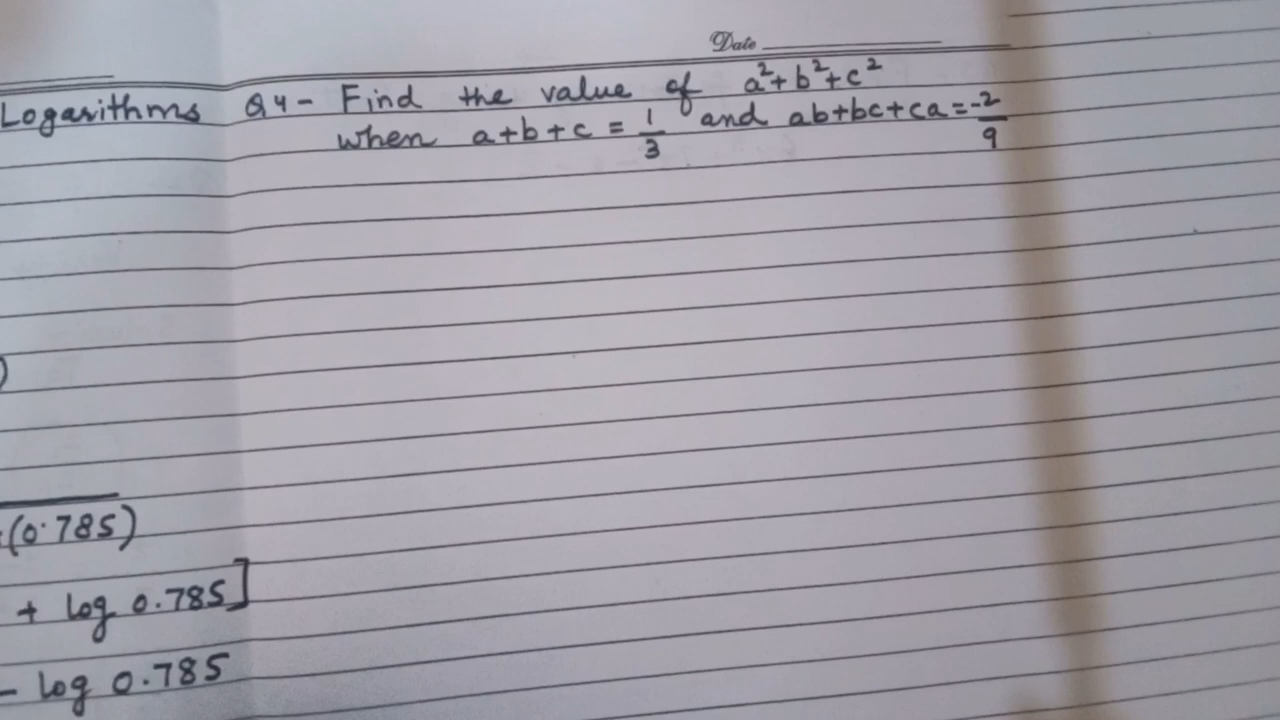 Date
Logarithms Q4- Find the value of a²+b²+c²
when a+b+c = 1/3 and ab+bc+ca = -2/9
)
(0.785)
+ log 0.785]
- log 0.785